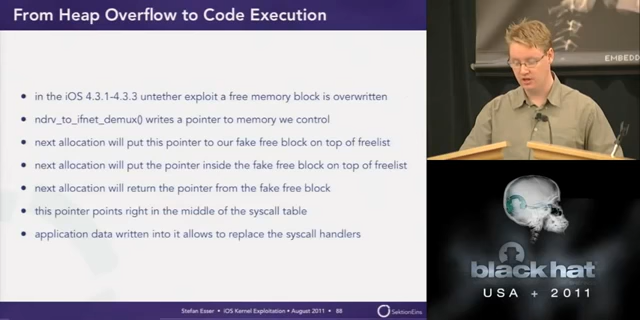 From Heap Overflow to Code Execution
in the iOS 4.3.1-4.3.3 untether exploit a free memory block is overwritten
ndrv_to_ifnet_demux() writes a pointer to memory we control
next allocation will put this pointer to our fake free block on top of freelist
next allocation will put the pointer inside the fake free block on top of freelist
next allocation will return the pointer from the fake free block
this pointer points right in the middle of the syscall table
application data written into it allows to replace the syscall handlers
Stefan Esser • iOS Kernel Exploitation • August 2011 • 88
SektionEins
EMBEDD
black hat
USA + 2011